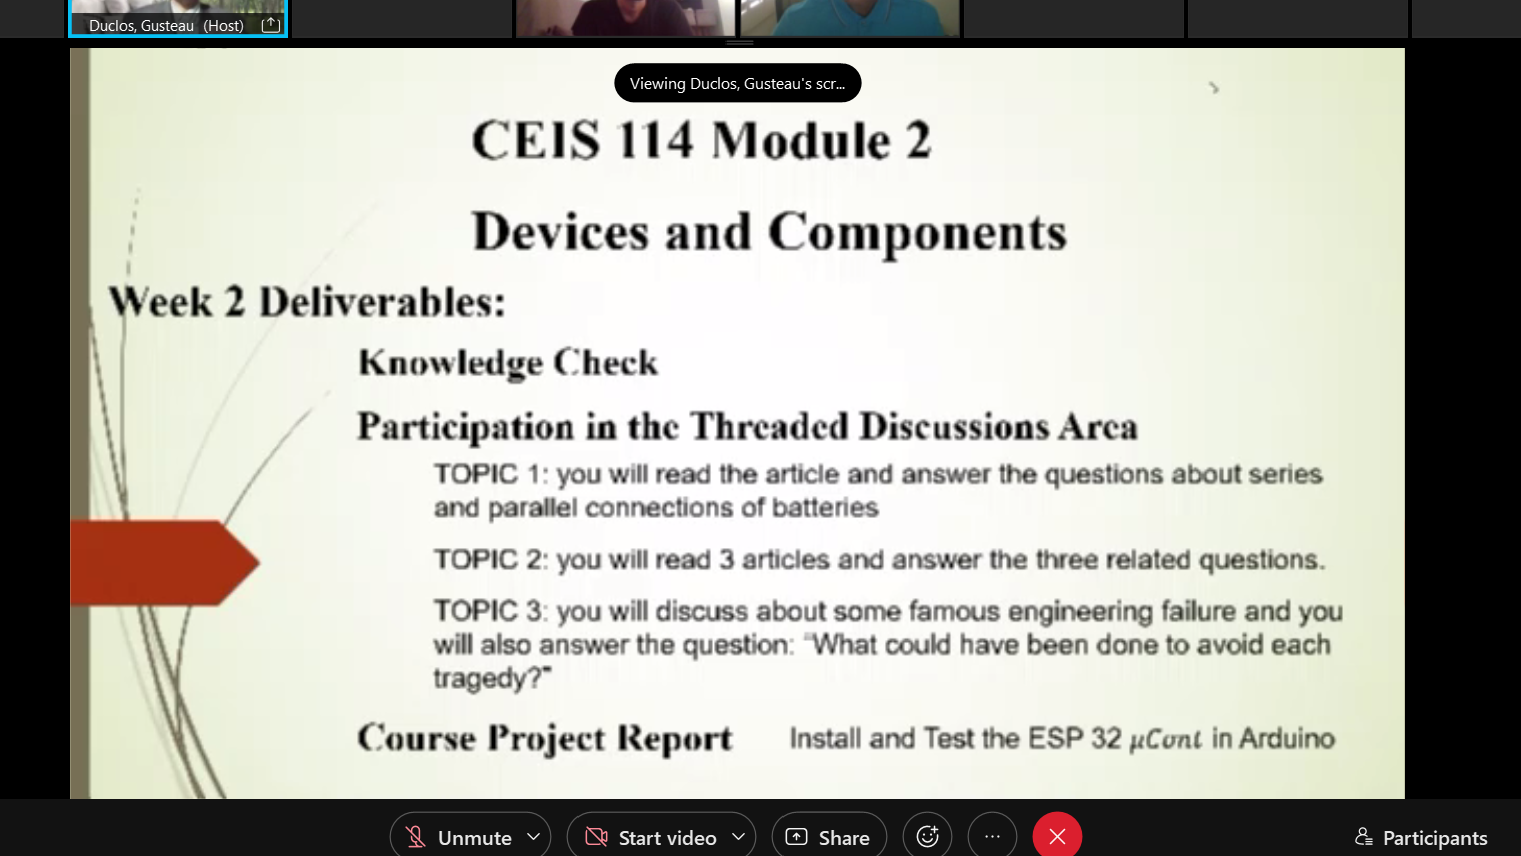 Duclos, Gusteau (Host)
Viewing Duclos, Gusteau's scr...
CEIS 114 Module 2
Devices and Components
Week 2 Deliverables:
Knowledge Check
Participation in the Threaded Discussions Area
TOPIC 1: you will read the article and answer the questions about series
and parallel connections of batteries
TOPIC 2: you will read 3 articles and answer the three related questions.
TOPIC 3: you will discuss about some famous engineering failure and you
will also answer the question: “What could have been done to avoid each
tragedy?”
Course Project Report Install and Test the ESP 32 μCont in Arduino
Unmute Start video Share Participants